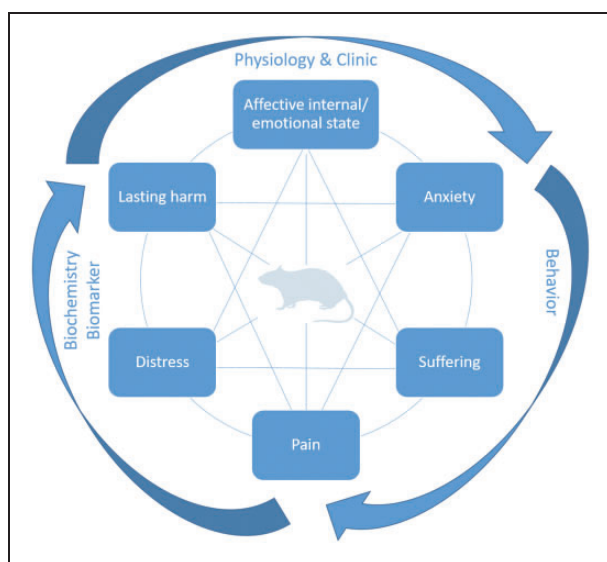 Physiology & Clinic
Affective internal/
emotional state
Lasting harm
Anxiety
Biochemistry
Biomarker
Behavior
Distress
Suffering
Pain